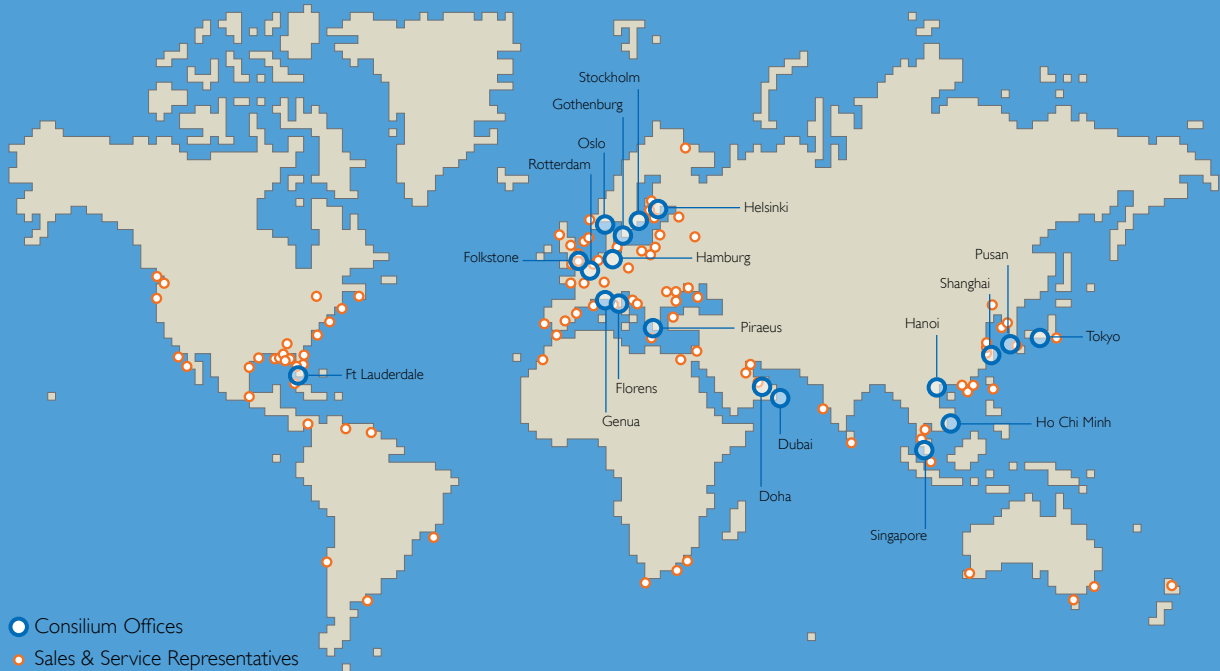 Stockholm
Gothenburg
Oslo
Rotterdam
Helsinki
Folkstone
Hamburg
Pusan
Shanghai
Hanoi
Piraeus
Tokyo
Ft Lauderdale
Florens
Genua
Ho Chi Minh
Dubai
Doha
Singapore
Consilium Offices
Sales & Service Representatives